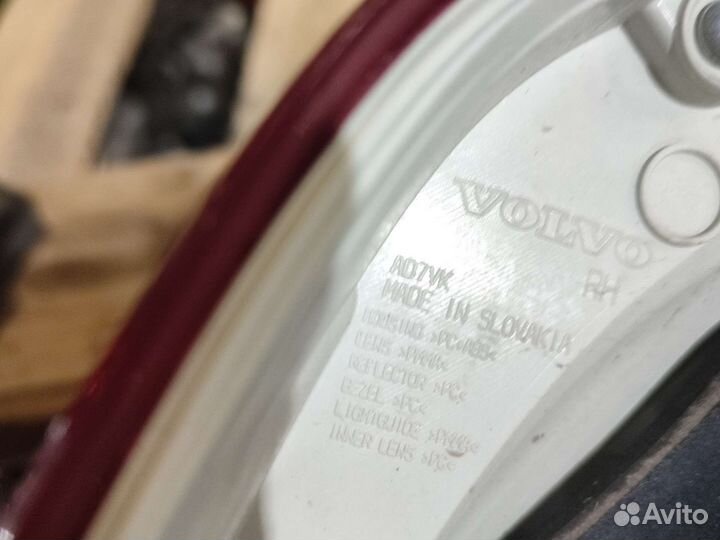 VOLVO
RH
AD7VK
MADE IN SLOVAKIA
HOUSING >PC+ABS<
LENS >PMMA<
REFLECTOR >PC<
BEZEL >PC<
LIGHTGUIDE >PMMA<
INNER LENS >PC<
Avito